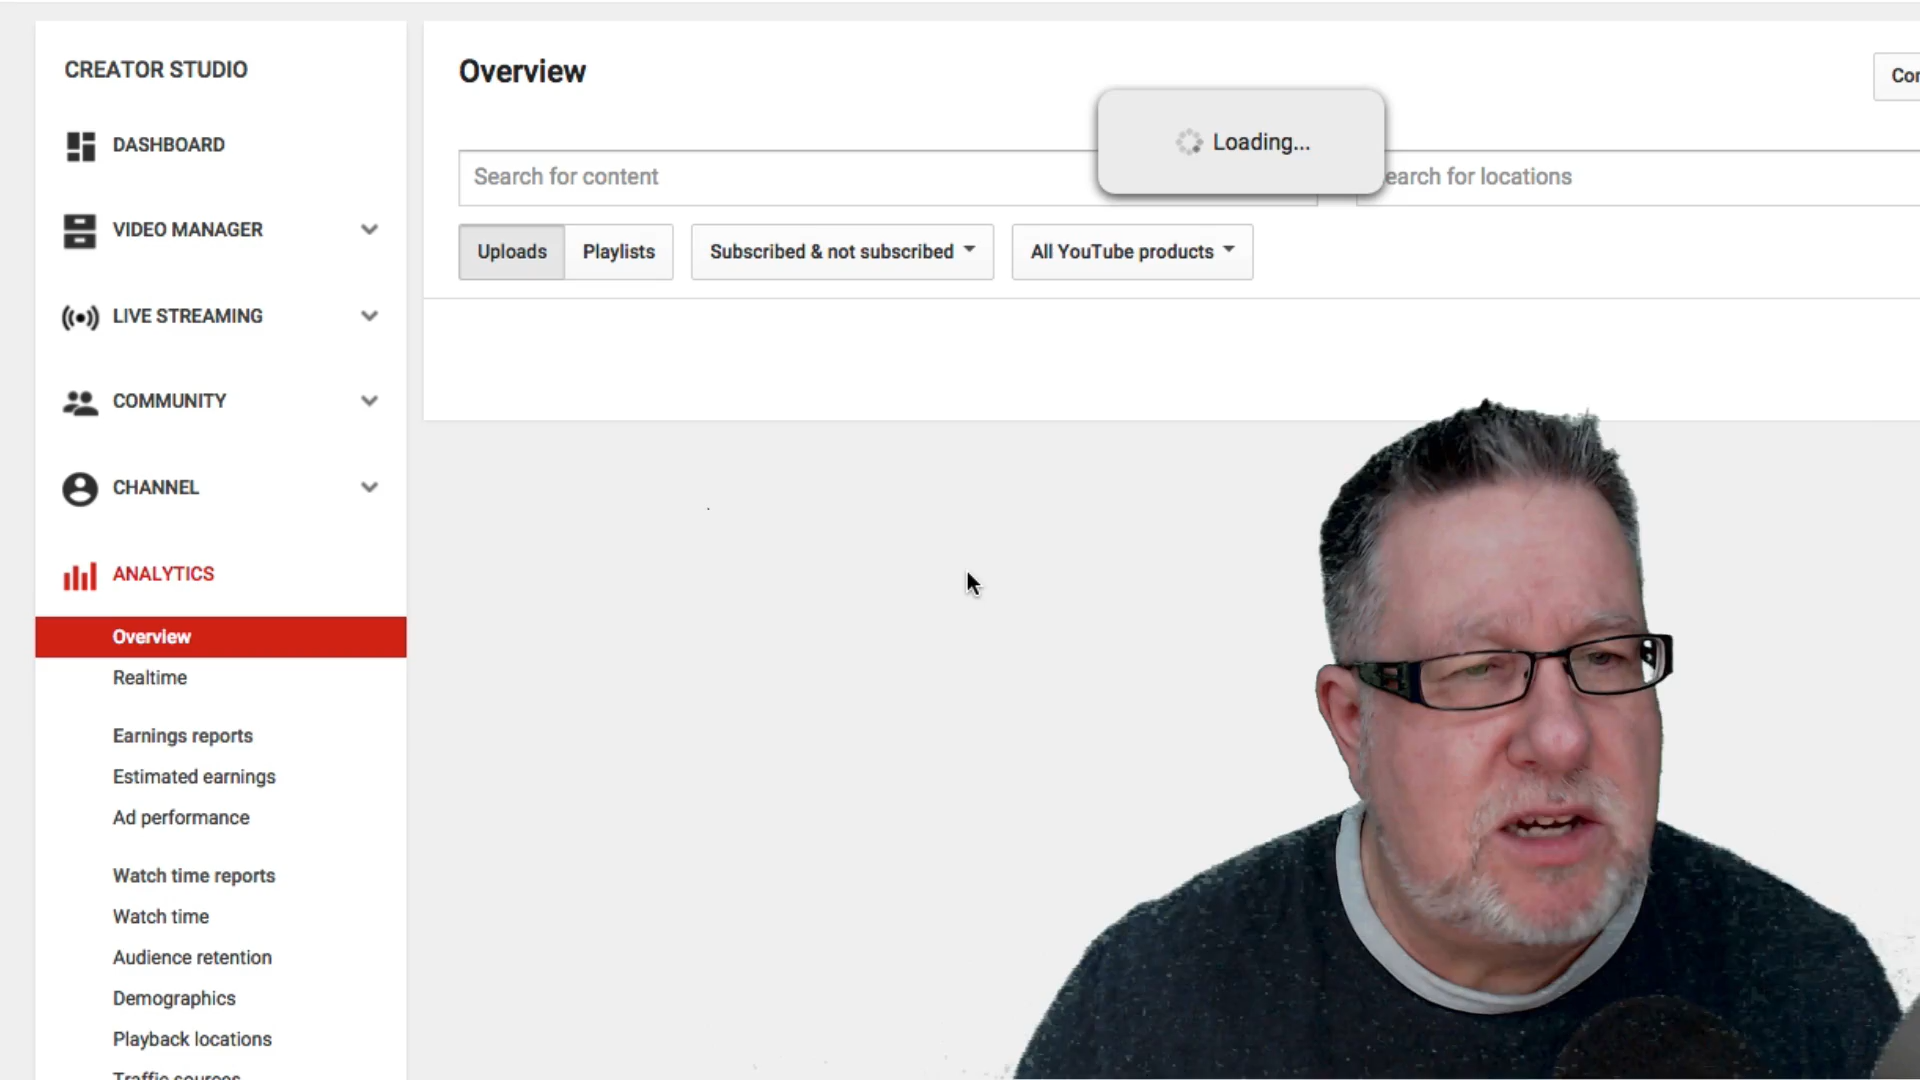 CREATOR STUDIO
DASHBOARD
VIDEO MANAGER
LIVE STREAMING
COMMUNITY
CHANNEL
ANALYTICS
Overview
Realtime
Earnings reports
Estimated earnings
Ad performance
Watch time reports
Watch time
Audience retention
Demographics
Playback locations
Traffic sources
Overview
Loading...
Search for content
earch for locations
Uploads
Playlists
Subscribed & not subscribed
All YouTube products